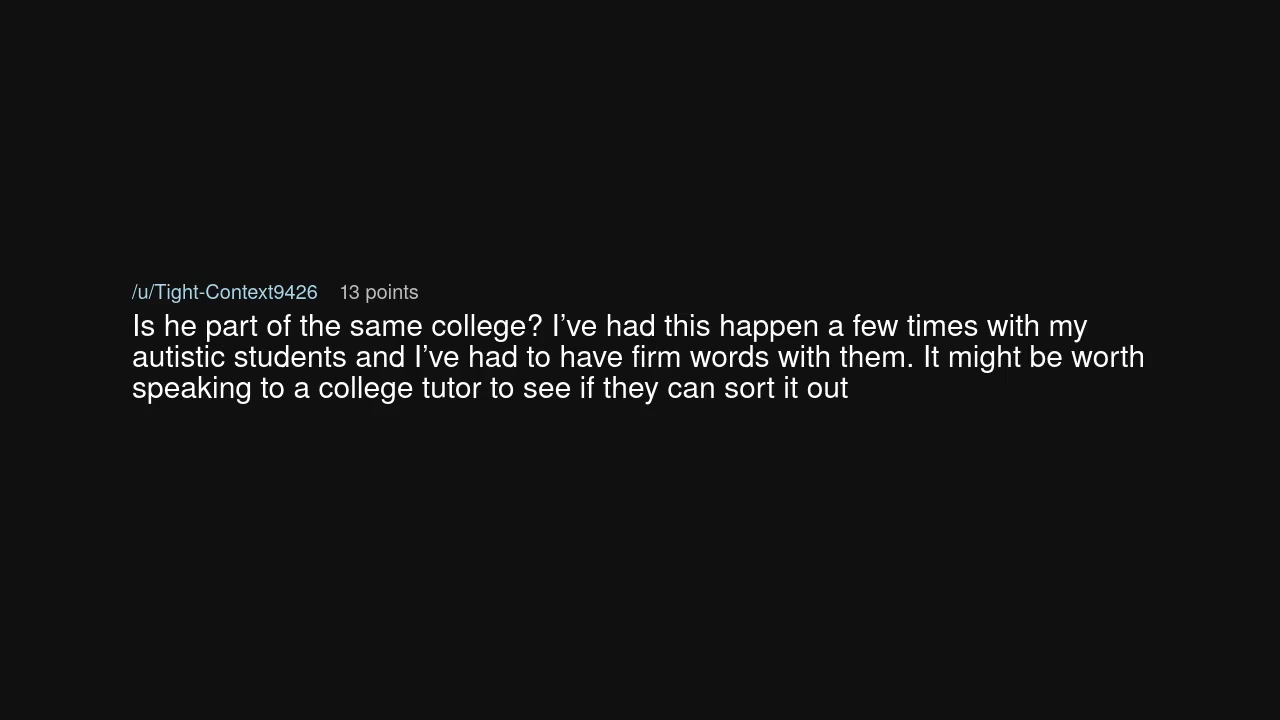 /u/Tight-Context9426 13 points
Is he part of the same college? I’ve had this happen a few times with my
autistic students and I’ve had to have firm words with them. It might be worth
speaking to a college tutor to see if they can sort it out